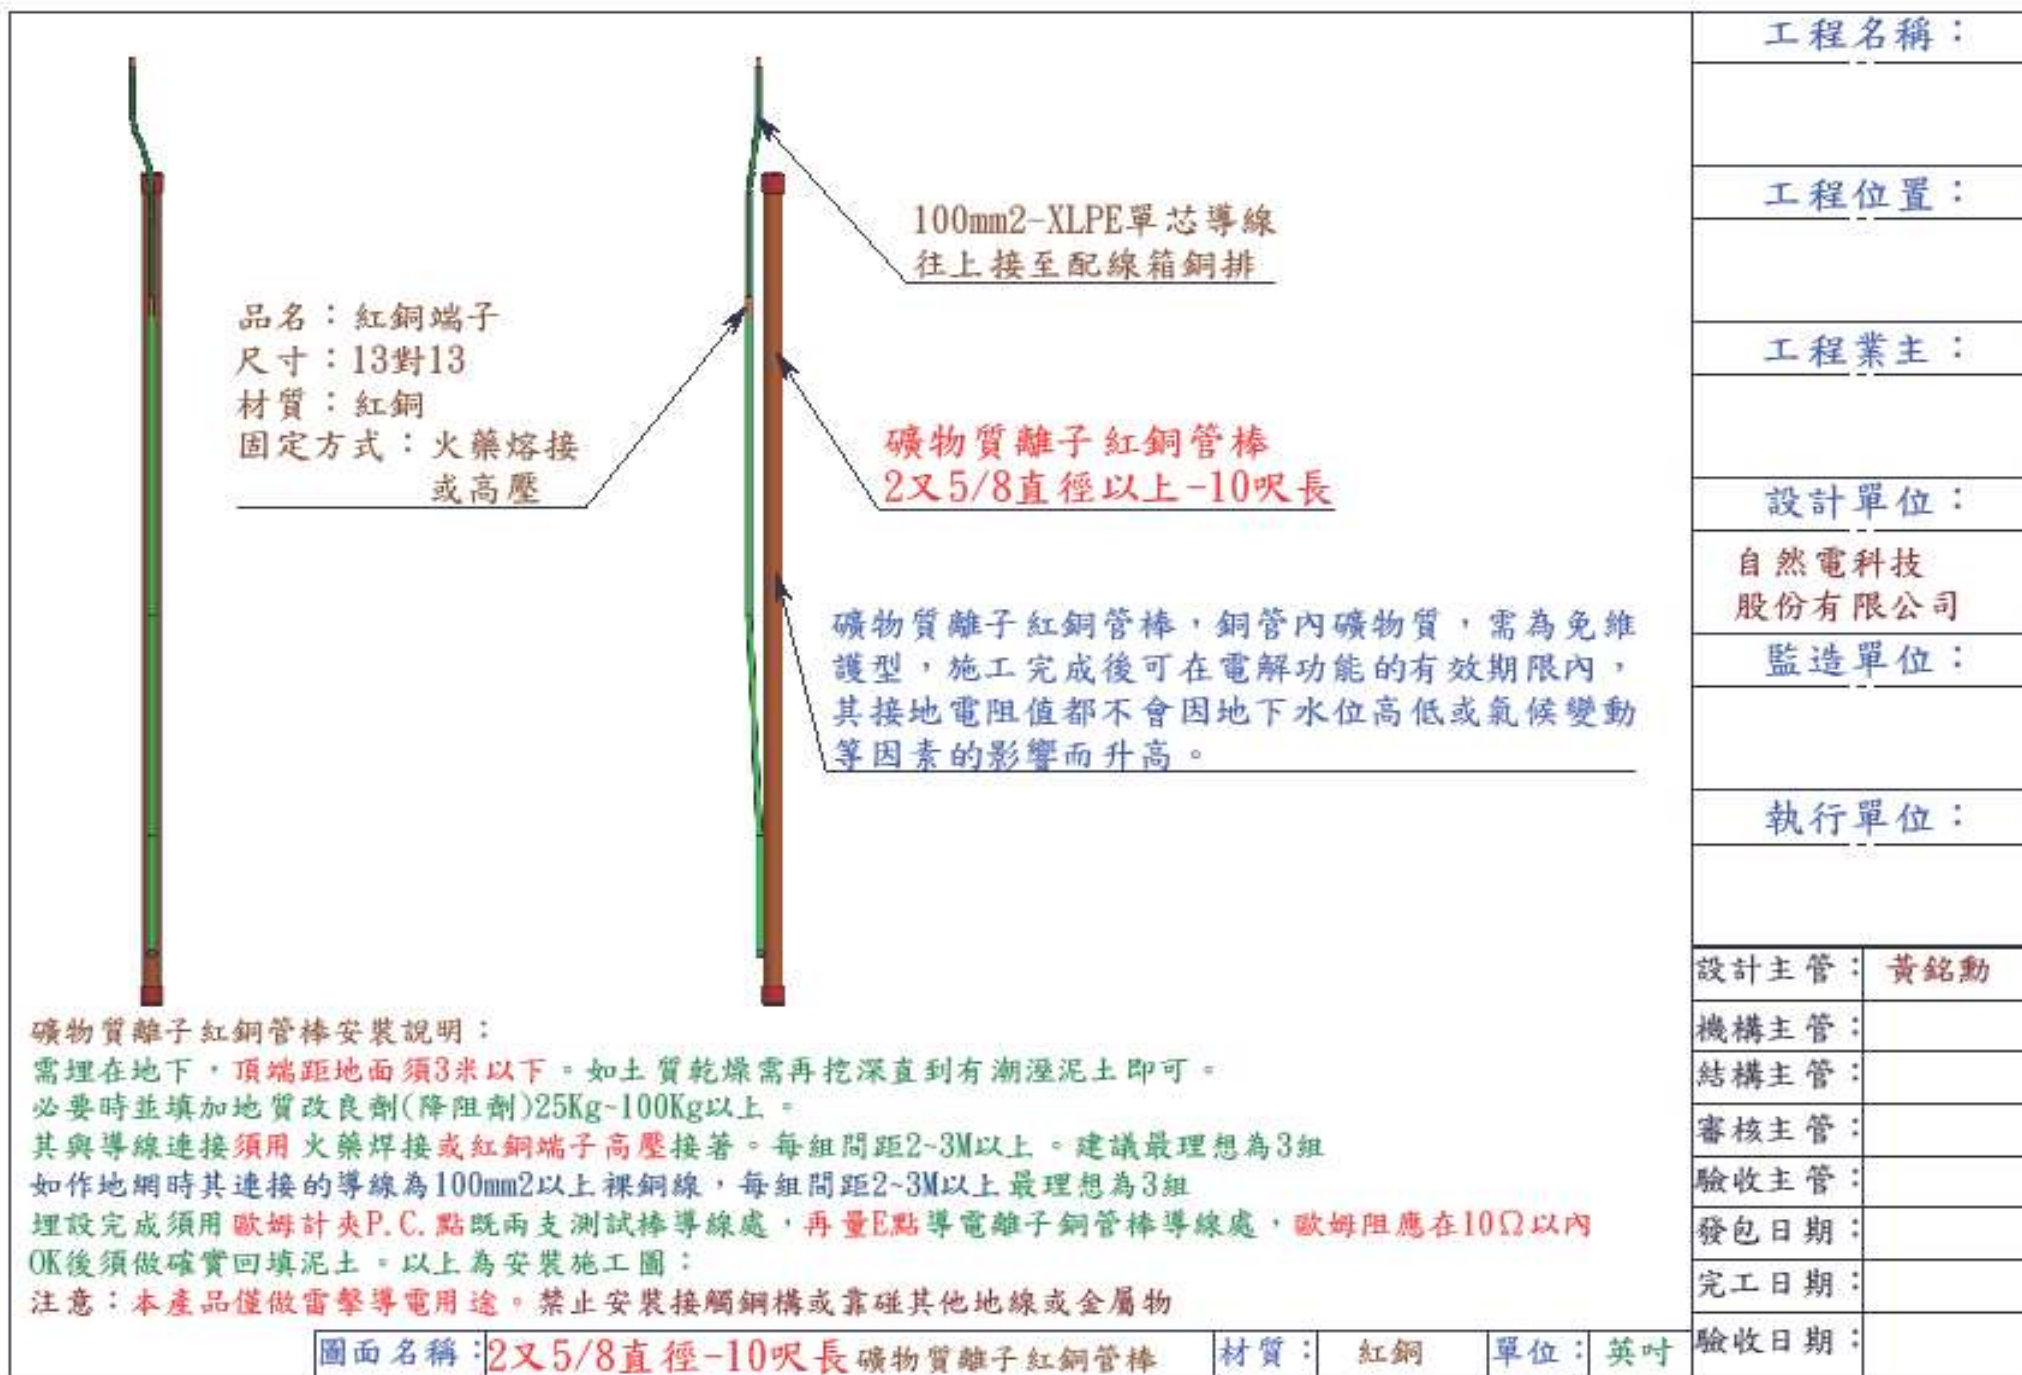 100mm2-XLPE單芯導線
往上接至配線箱銅排
品名：紅銅端子
尺寸：13對13
材質：紅銅
固定方式：火藥熔接
或高壓
礦物質離子紅銅管棒
2又5/8直徑以上-10呎長
礦物質離子紅銅管棒，銅管內礦物質，需為免維
護型，施工完成後可在電解功能的有效期限內，
其接地電阻值都不會因地下水位高低或氣候變動
等因素的影響而升高。
礦物質離子紅銅管棒安裝說明：
需埋在地下，頂端距地面須3米以下。如土質乾燥需再挖深直到有潮溼泥土即可。
必要時並填加地質改良劑(降阻劑)25Kg~100Kg以上。
其與導線連接須用火藥焊接或紅銅端子高壓接著。每組間距2~3M以上。建議最理想為3組
如作地網時其連接的導線為100mm2以上裸銅線，每組間距2~3M以上最理想為3組
埋設完成須用歐姆計夾P.C.點既兩支測試棒導線處，再量E點導電離子銅管棒導線處，歐姆阻應在10Ω以內
OK後須做確實回填泥土。以上為安裝施工圖：
注意：本產品僅做雷擊導電用途。禁止安裝接觸鋼構或靠碰其他地線或金屬物
圖面名稱：2又5/8直徑-10呎長礦物質離子紅銅管棒 材質：紅銅 單位：英吋
工程名稱：
工程位置：
工程業主：
設計單位：
自然電科技
股份有限公司
監造單位：
執行單位：
設計主管：黃銘勳
機構主管：
結構主管：
審核主管：
驗收主管：
發包日期：
完工日期：
驗收日期：